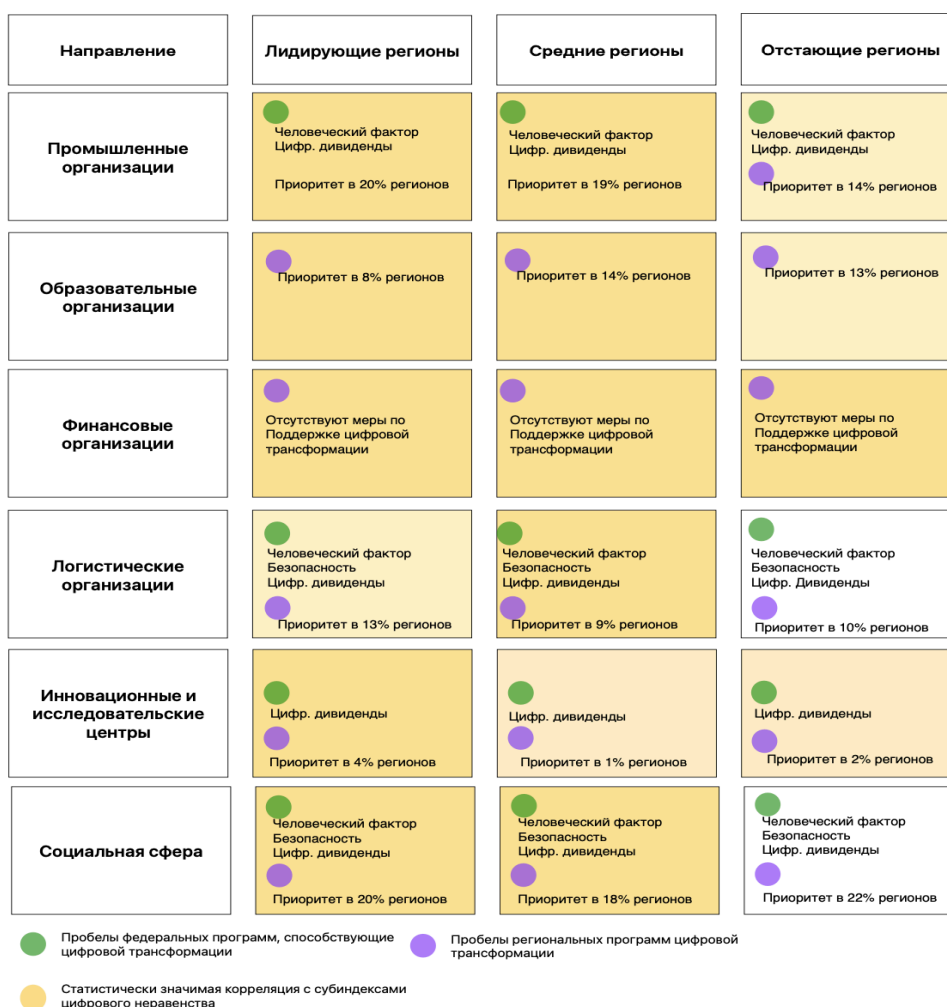 Направление
Лидирующие регионы
Средние регионы
Отстающие регионы
Промышленные
организации
Человеческий фактор
Цифр. дивиденды
Приоритет в 20% регионов
Человеческий фактор
Цифр. дивиденды
Приоритет в 19% регионов
Человеческий фактор
Цифр. дивиденды
Приоритет в 14% регионов
Образовательные
организации
Приоритет в 8% регионов
Приоритет в 14% регионов
Приоритет в 13% регионов
Финансовые
организации
Отсутствуют меры по
Поддержке цифровой
трансформации
Отсутствуют меры по
Поддержке цифровой
трансформации
Отсутствуют меры по
Поддержке цифровой
трансформации
Логистические
организации
Человеческий фактор
Безопасность
Цифр. дивиденды
Приоритет в 13% регионов
Человеческий фактор
Безопасность
Цифр. дивиденды
Приоритет в 9% регионов
Человеческий фактор
Безопасность
Цифр. Дивиденды
Приоритет в 10% регионов
Инновационные и
исследовательские
центры
Цифр. дивиденды
Приоритет в 4% регионов
Цифр. дивиденды
Приоритет в 1% регионов
Цифр. дивиденды
Приоритет в 2% регионов
Социальная сфера
Человеческий фактор
Безопасность
Цифр. дивиденды
Приоритет в 20% регионов
Человеческий фактор
Безопасность
Цифр. дивиденды
Приоритет в 18% регионов
Человеческий фактор
Безопасность
Цифр. дивиденды
Приоритет в 22% регионов
Пробелы федеральных программ, способствующие
цифровой трансформации
Пробелы региональных программ цифровой
трансформации
Статистически значимая корреляция с субиндексами
цифрового неравенства